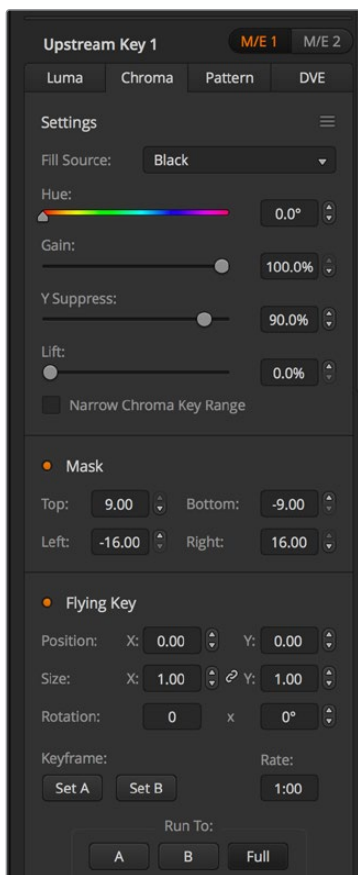 Upstream Key 1 M/E 1 M/E 2
Luma Chroma Pattern DVE
Settings
Fill Source: Black
Hue:
0.0°
Gain:
100.0%
Y Suppress:
90.0%
Lift:
0.0%
Narrow Chroma Key Range
Mask
Top: 9.00 Bottom: -9.00
Left: -16.00 Right: 16.00
Flying Key
Position: X: 0.00 Y: 0.00
Size: X: 1.00 Y: 1.00
Rotation: 0 x 0°
Keyframe: Rate:
Set A Set B 1:00
Run To:
A B Full